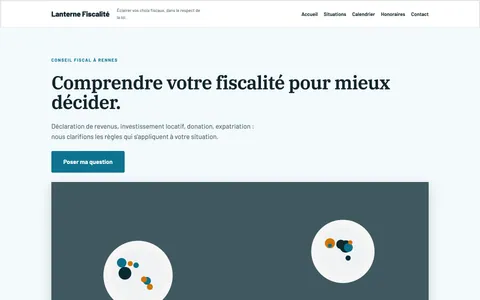 Lanterne Fiscalité
Éclairer vos choix fiscaux, dans le respect de
la loi.
Accueil Situations Calendrier Honoraires Contact
CONSEIL FISCAL À RENNES
Comprendre votre fiscalité pour mieux
décider.
Déclaration de revenus, investissement locatif, donation, expatriation :
nous clarifions les règles qui s'appliquent à votre situation.
Poser ma question